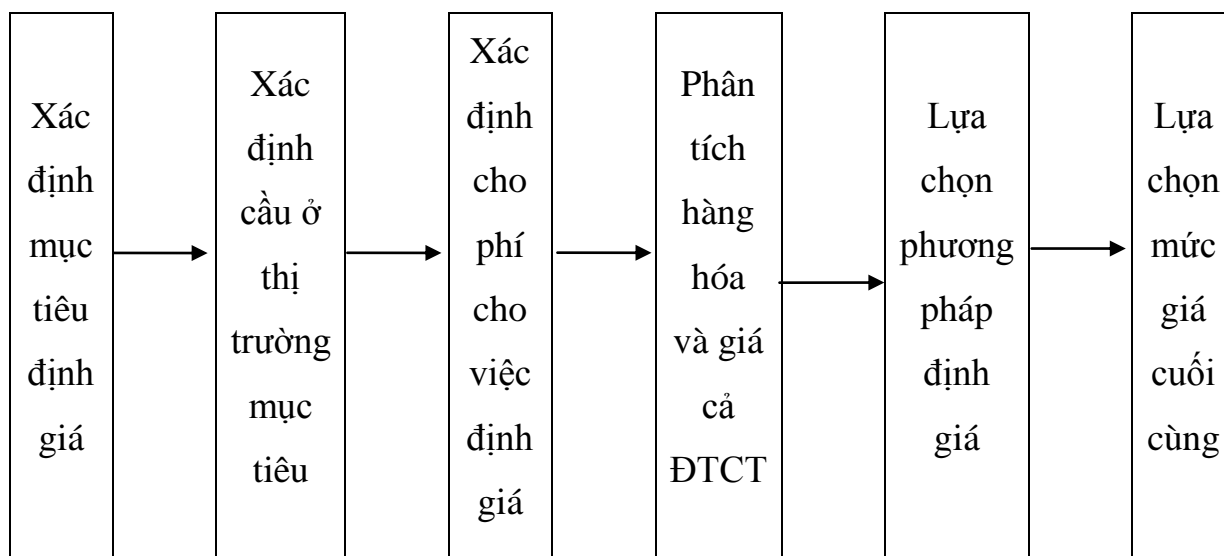 Xác
định
mục
tiêu
định
giá
Xác
định
cầu ở
thị
trường
mục
tiêu
Xác
định
cho
phí
cho
việc
định
giá
Phân
tích
hàng
hóa
và giá
cả
ĐTCT
Lựa
chọn
phương
pháp
định
giá
Lựa
chọn
mức
giá
cuối
cùng